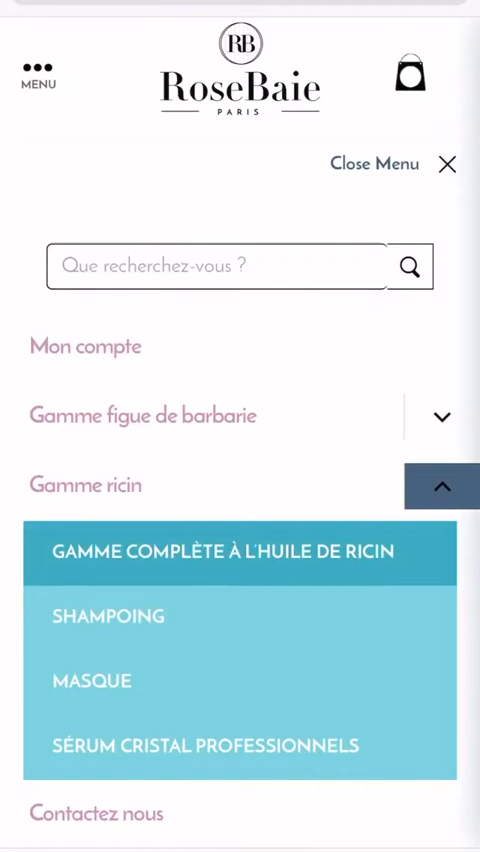 RB
MENU
RoseBaie
PARIS
Close Menu
Que recherchez-vous ?
Mon compte
Gamme figue de barbarie
Gamme ricin
GAMME COMPLÈTE À L'HUILE DE RICIN
SHAMPOING
MASQUE
SÉRUM CRISTAL PROFESSIONNELS
Contactez nous